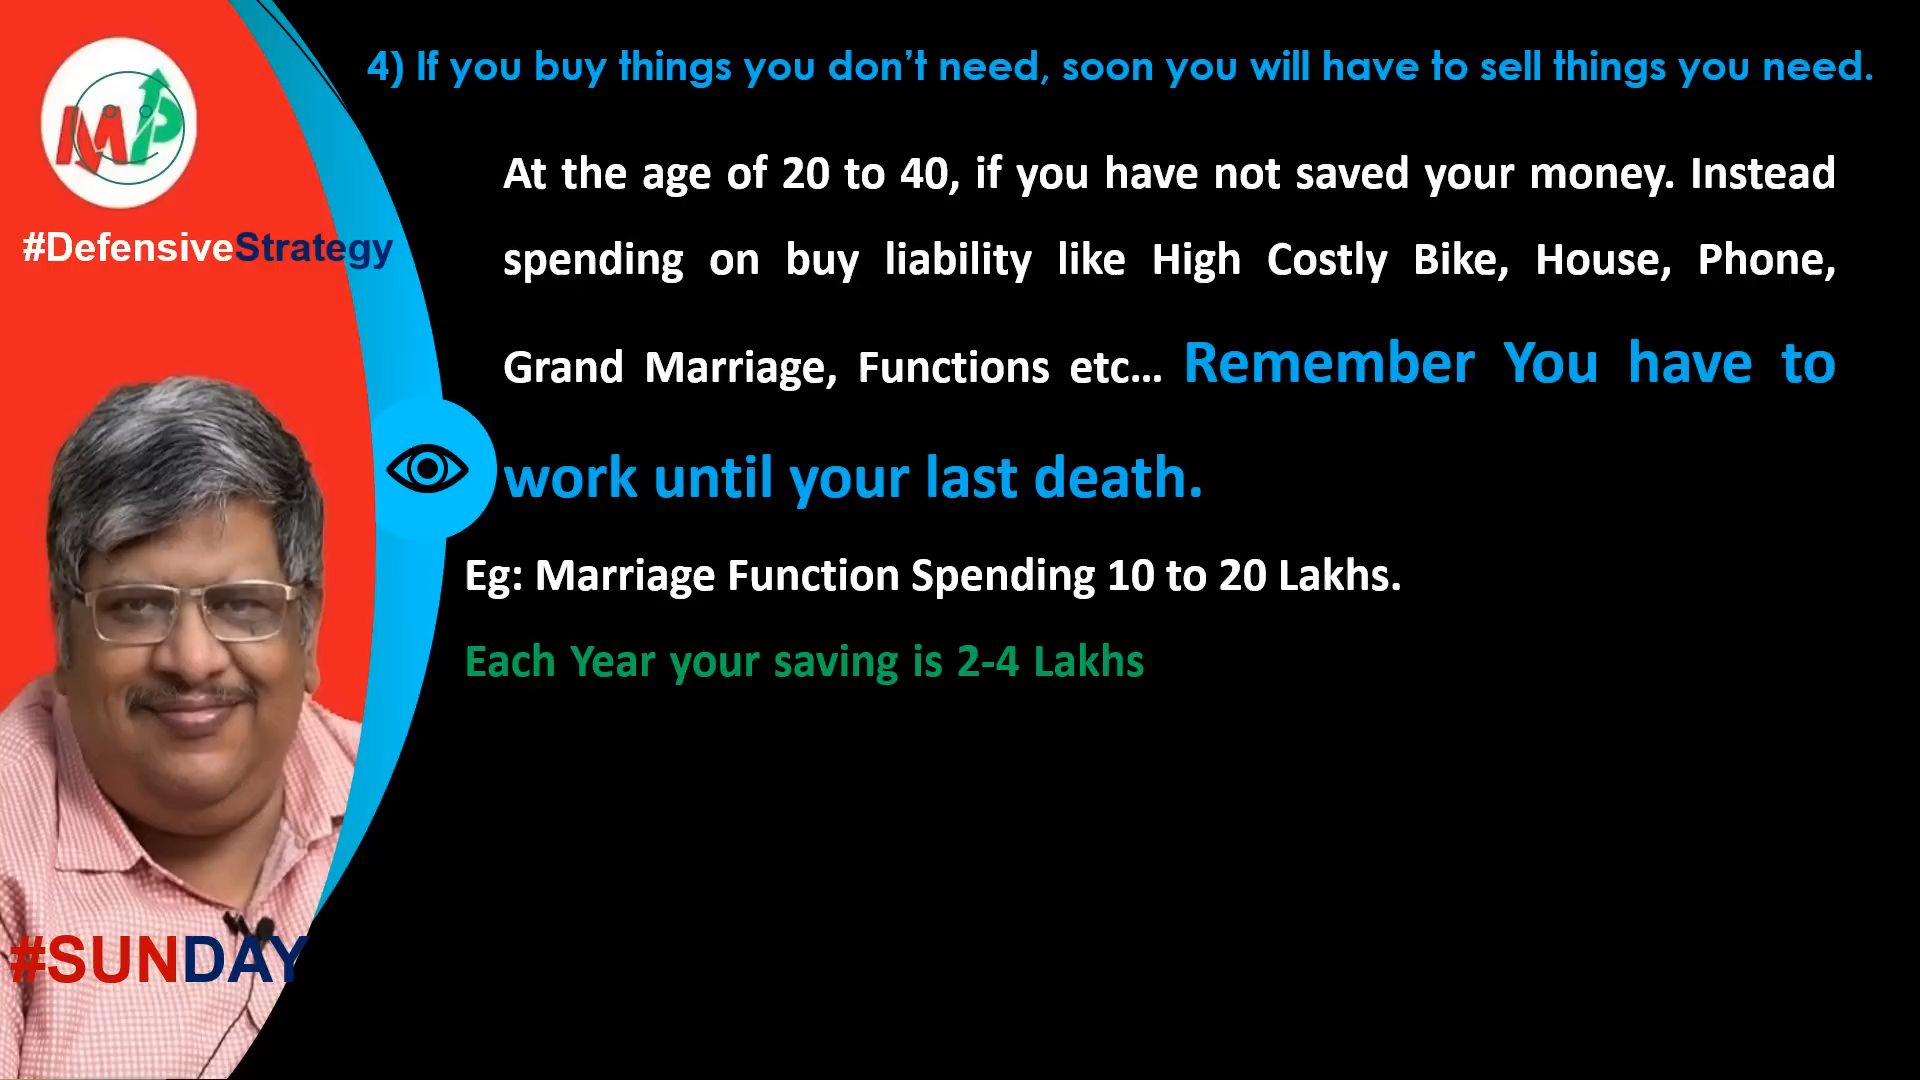 MP
#DefensiveStrategy
4) If you buy things you don’t need, soon you will have to sell things you need.
At the age of 20 to 40, if you have not saved your money. Instead
spending on buy liability like High Costly Bike, House, Phone,
Grand Marriage, Functions etc... Remember You have to
work until your last death.
Eg: Marriage Function Spending 10 to 20 Lakhs.
Each Year your saving is 2-4 Lakhs
#SUNDAY